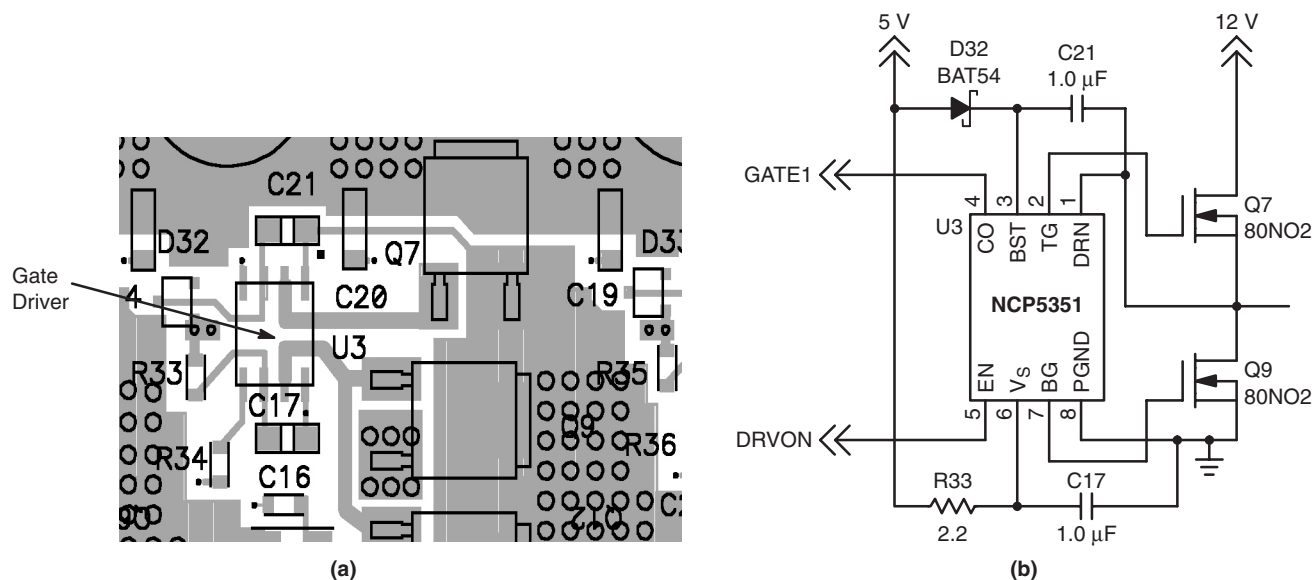 C21
D32
Q7
D33
Gate
Driver
4
C20
C19
U3
R33
R35
C17
R34
Q9
R36
C16
Q12
(a)
5 V
12 V
D32
BAT54
C21
1.0 µF
GATE1
4
3
2
1
U3
CO
BST
TG
DRN
Q7
80NO2
NCP5351
EN
VS
BG
PGND
Q9
80NO2
5
6
7
8
DRVON
R33
2.2
C17
1.0 µF
(b)